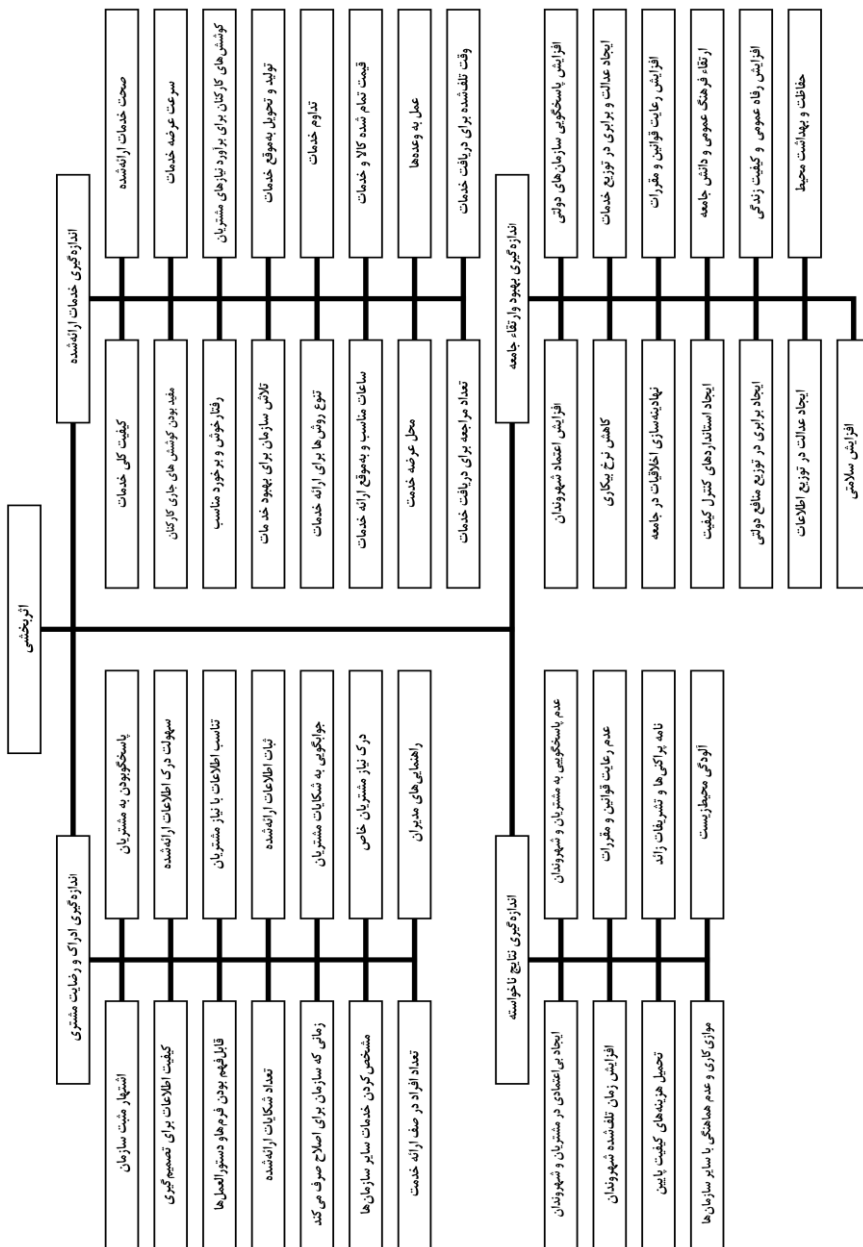 اثربخشی
اندازه‌گیری خدمات ارائه‌شده
صحت خدمات ارائه‌شده
کیفیت کلی خدمات
سرعت عرضه خدمات
مفید بودن کوشش های جاری کارکنان
کوشش‌های کارکنان برای برآورد نیازهای مشتریان
رفتار خوش و برخورد مناسب
تولید و تحویل به‌موقع خدمات
تلاش سازمان برای بهبود خدمات
تداوم خدمات
تنوع روش‌ها برای ارائه خدمات
قیمت تمام شده کالا و خدمات
ساعات مناسب و به‌موقع ارائه خدمات
عمل به وعده‌ها
محل عرضه خدمت
وقت تلف‌شده برای دریافت خدمات
تعداد مراجعه برای دریافت خدمات
اندازه‌گیری ادراک و رضایت مشتری
پاسخگوبودن به مشتریان
اشتهار مثبت سازمان
سهولت درک اطلاعات ارائه‌شده
کیفیت اطلاعات برای تصمیم‌گیری
تناسب اطلاعات با نیاز مشتریان
قابل‌فهم بودن فرم‌هاو دستورالعمل‌ها
ثبات اطلاعات ارائه‌شده
تعداد شکایات ارائه‌شده
جوابگویی به شکایات مشتریان
زمانی که سازمان برای اصلاح صرف می‌کند
درک نیاز مشتریان خاص
مشخص‌کردن خدمات سایر سازمان‌ها
راهنمایی‌های مدیران
تعداد افراد در صف ارائه خدمت
اندازه‌گیری بهبود وارتقاء جامعه
افزایش پاسخگویی سازمان‌های دولتی
افزایش اعتماد شهروندان
ایجاد عدالت و برابری در توزیع خدمات
کاهش نرخ بیکاری
افزایش رعایت قوانین و مقررات
نهادینه‌سازی اخلاقیات در جامعه
ارتقاء فرهنگ عمومی و دانش جامعه
ایجاد استانداردهای کنترل کیفیت
افزایش رفاه عمومی و کیفیت زندگی
ایجاد برابری در توزیع منافع دولتی
حفاظت و بهداشت محیط
ایجاد عدالت در توزیع اطلاعات
افزایش سلامتی
اندازه‌گیری نتایج ناخواسته
عدم پاسخگویی به مشتریان و شهروندان
ایجاد بی‌اعتمادی در مشتریان و شهروندان
عدم رعایت قوانین و مقررات
افزایش زمان تلف‌شده شهروندان
نامه پراکنی‌ها و تشریفات زائد
تحمیل هزینه‌های کیفیت پایین
آلودگی محیط‌زیست
موازی‌کاری و عدم هماهنگی با سایر سازمان‌ها